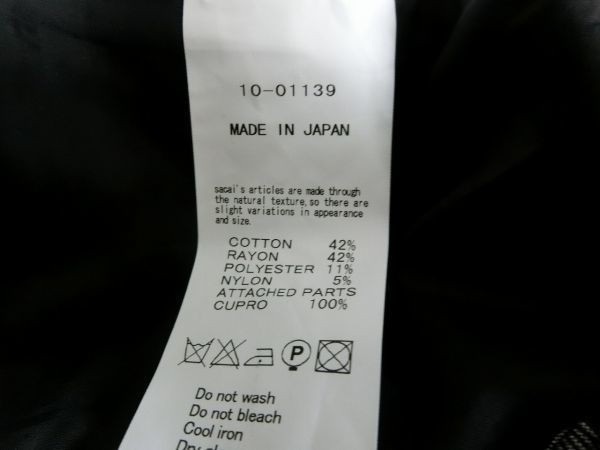 10-01139
MADE IN JAPAN
sacai's articles are made through
the natural texture, so there are
slight variations in appearance
and size.
COTTON 42%
RAYON 42%
POLYESTER 11%
NYLON 5%
ATTACHED PARTS
CUPRO 100%
P
Do not wash
Do not bleach
Cool iron
Dry